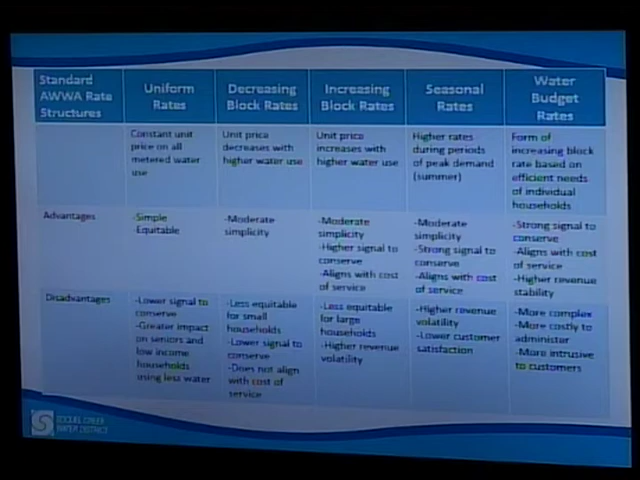 Standard
AWWA Rate
Structures
Uniform
Rates
Decreasing
Block Rates
Increasing
Block Rates
Seasonal
Rates
Water
Budget
Rates
Constant unit
price on all
metered water
use
Unit price
decreases with
higher water use
Unit price
increases with
higher water use
Higher rates
during periods
of peak demand
(summer)
Form of
increasing block
rate based on
efficient needs
of individual
households
Advantages
-Simple
-Equitable
-Moderate
simplicity
-Moderate
simplicity
-Higher signal to
conserve
-Aligns with cost
of service
-Moderate
simplicity
-Strong signal to
conserve
-Aligns with cost
of service
-Strong signal to
conserve
-Aligns with cost
of service
-Higher revenue
stability
Disadvantages
-Lower signal to
conserve
-Greater impact
on seniors and
low income
households
using less water
-Less equitable
for small
households
-Lower signal to
conserve
-Does not align
with cost of
service
-Less equitable
for large
households
-Higher revenue
volatility
-Higher revenue
volatility
-Lower customer
satisfaction
-More complex
-More costly to
administer
-More intrusive
to customers
SOQUEL CREEK
WATER DISTRICT